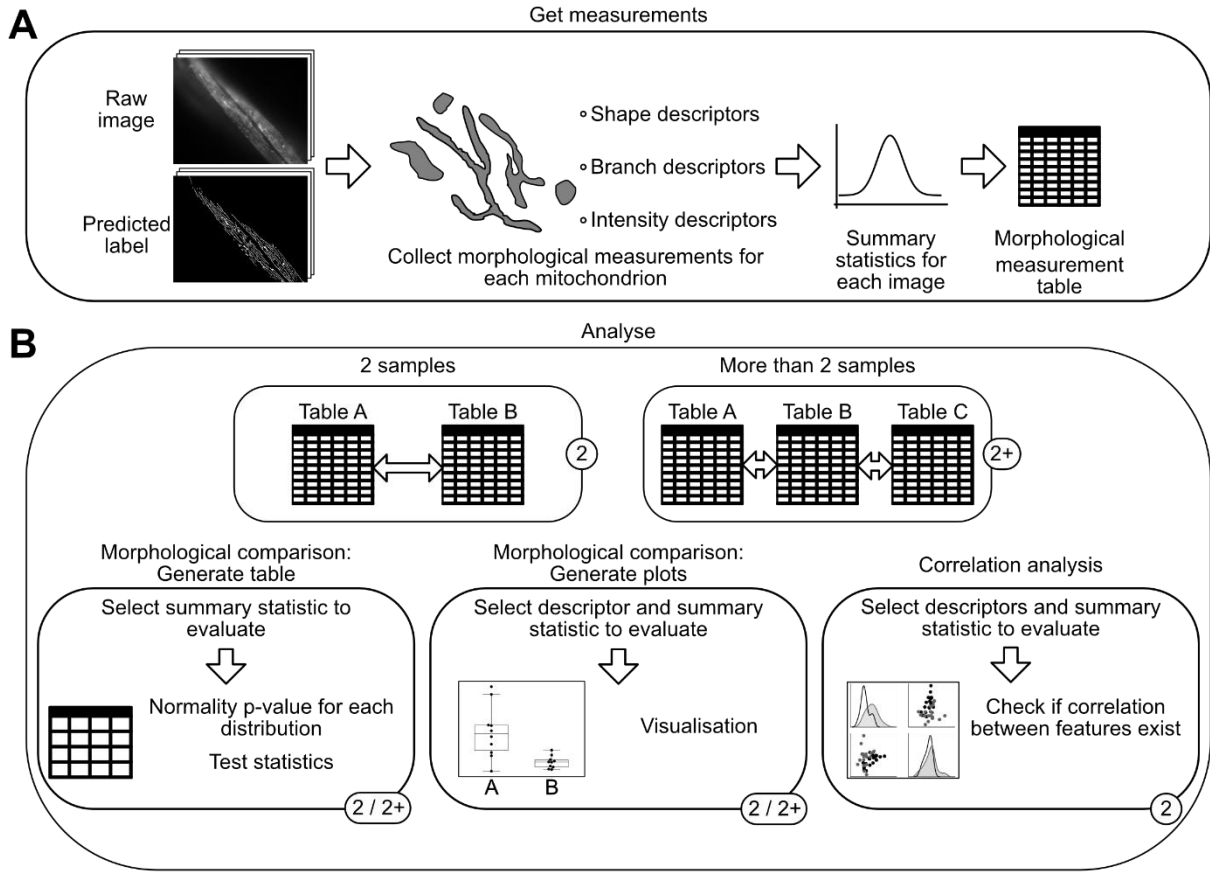 A
Get measurements
Raw
image
Predicted
label
Shape descriptors
Branch descriptors
Intensity descriptors
Collect morphological measurements for
each mitochondrion
Summary
statistics for
each image
Morphological
measurement
table
B
Analyse
2 samples
Table A
Table B
2
More than 2 samples
Table A
Table B
Table C
2+
Morphological comparison:
Generate table
Select summary statistic to
evaluate
Normality p-value for each
distribution
Test statistics
2 / 2+
Morphological comparison:
Generate plots
Select descriptor and summary
statistic to evaluate
Visualisation
A
B
2 / 2+
Correlation analysis
Select descriptors and summary
statistic to evaluate
Check if correlation
between features exist
2